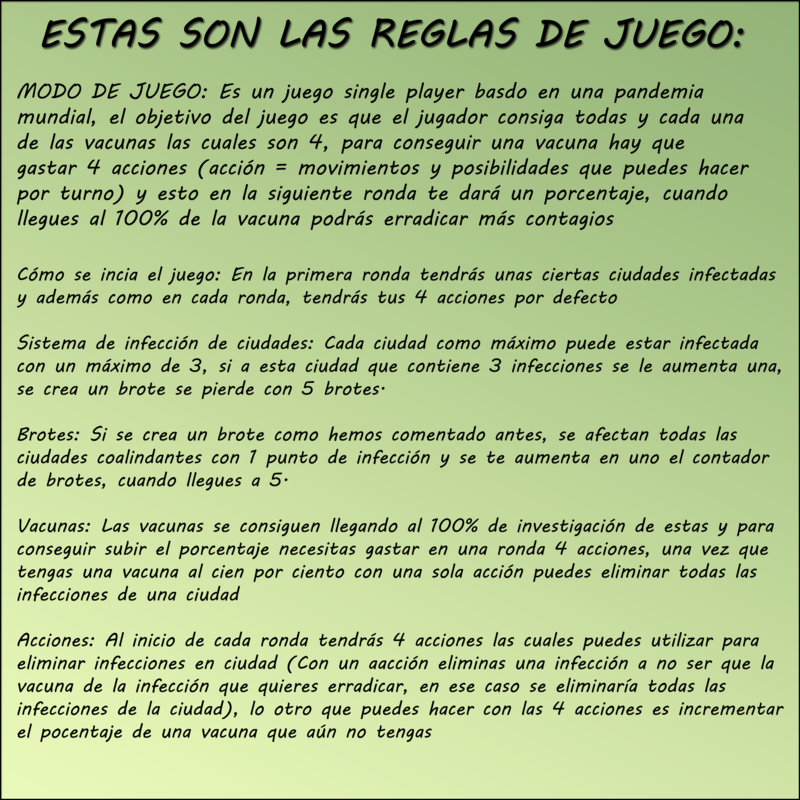 ESTAS SON LAS REGLAS DE JUEGO:
MODO DE JUEGO: Es un juego single player basdo en una pandemia
mundial, el objetivo del juego es que el jugador consiga todas y cada una
de las vacunas las cuales son 4, para conseguir una vacuna hay que
gastar 4 acciones (acción = movimientos y posibilidades que puedes hacer
por turno) y esto en la siguiente ronda te dará un porcentaje, cuando
llegues al 100% de la vacuna podrás erradicar más contagios
Cómo se incia el juego: En la primera ronda tendrás unas ciertas ciudades infectadas
y además como en cada ronda, tendrás tus 4 acciones por defecto
Sistema de infección de ciudades: Cada ciudad como máximo puede estar infectada
con un máximo de 3, si a esta ciudad que contiene 3 infecciones se le aumenta una,
se crea un brote se pierde con 5 brotes.
Brotes: Si se crea un brote como hemos comentado antes, se afectan todas las
ciudades coalindantes con 1 punto de infección y se te aumenta en uno el contador
de brotes, cuando llegues a 5.
Vacunas: Las vacunas se consiguen llegando al 100% de investigación de estas y para
conseguir subir el porcentaje necesitas gastar en una ronda 4 acciones, una vez que
tengas una vacuna al cien por ciento con una sola acción puedes eliminar todas las
infecciones de una ciudad
Acciones: Al inicio de cada ronda tendrás 4 acciones las cuales puedes utilizar para
eliminar infecciones en ciudad (Con un aacción eliminas una infección a no ser que la
vacuna de la infección que quieres erradicar, en ese caso se eliminaría todas las
infecciones de la ciudad), lo otro que puedes hacer con las 4 acciones es incrementar
el pocentaje de una vacuna que aún no tengas